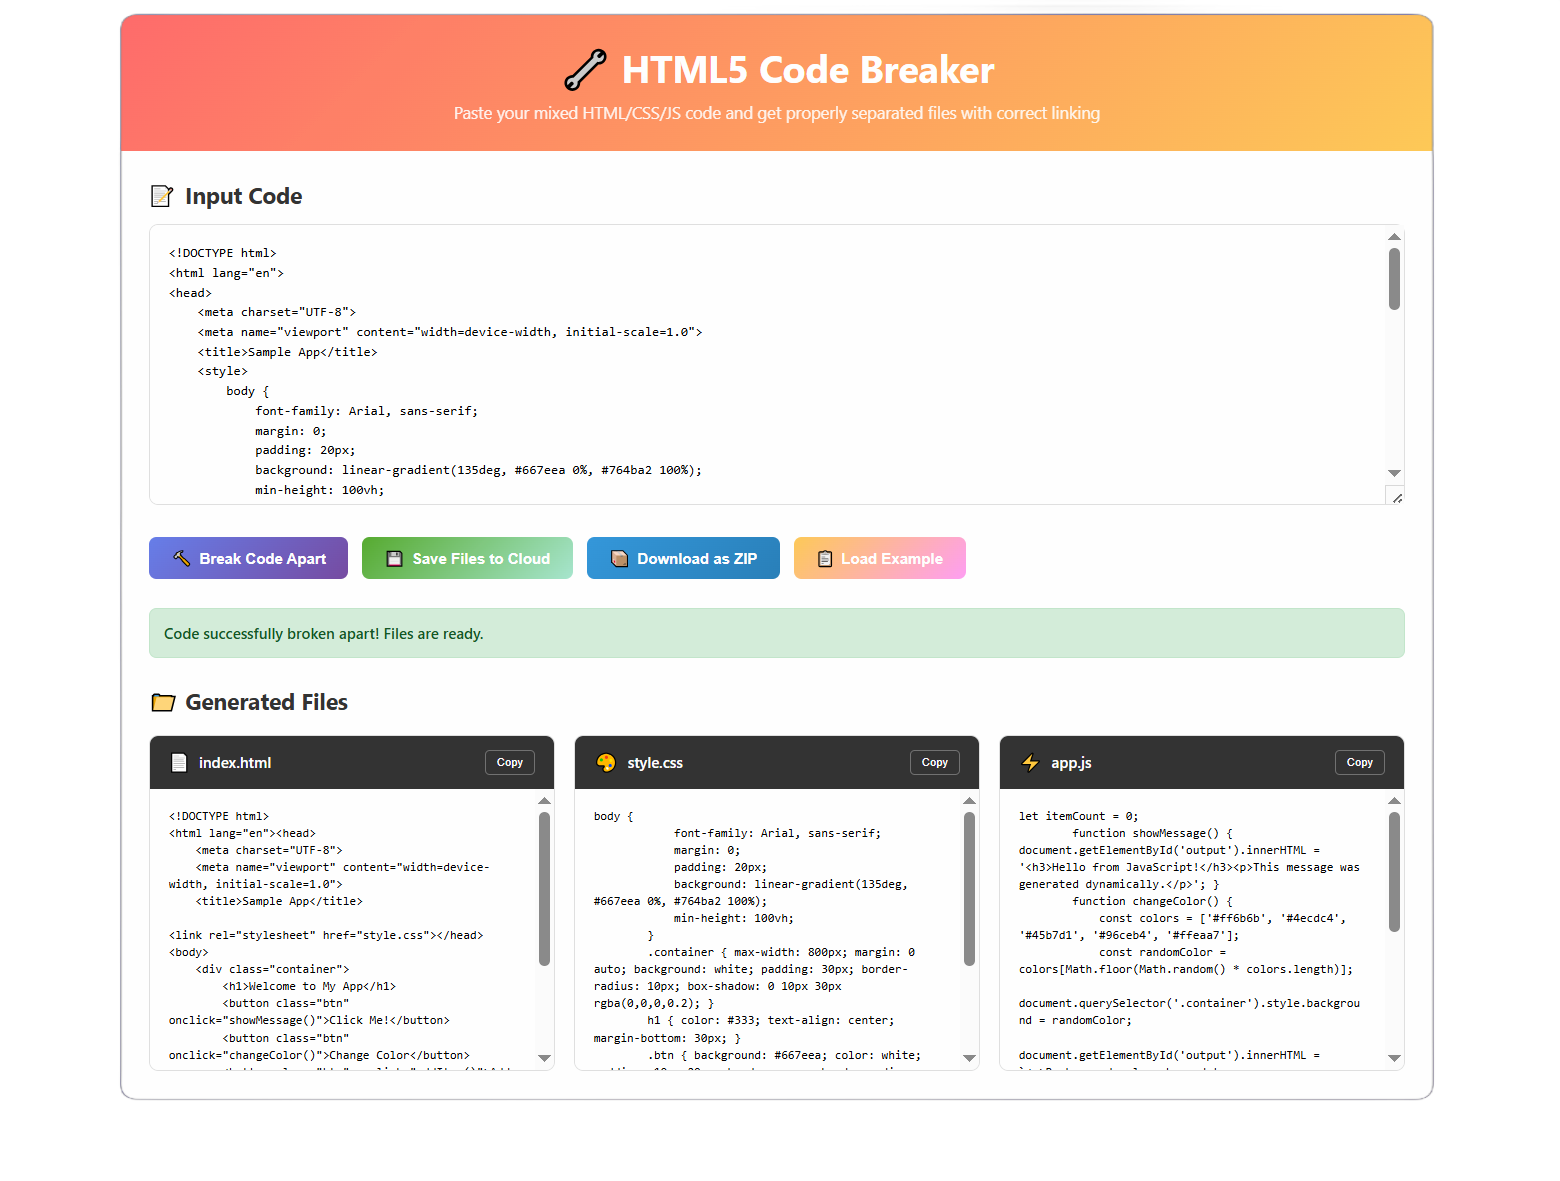 HTML5 Code Breaker
Paste your mixed HTML/CSS/JS code and get properly separated files with correct linking
Input Code
<!DOCTYPE html>
<html lang="en">
<head>
    <meta charset="UTF-8">
    <meta name="viewport" content="width=device-width, initial-scale=1.0">
    <title>Sample App</title>
    <style>
        body {
            font-family: Arial, sans-serif;
            margin: 0;
            padding: 20px;
            background: linear-gradient(135deg, #667eea 0%, #764ba2 100%);
            min-height: 100vh;
Break Code Apart
Save Files to Cloud
Download as ZIP
Load Example
Code successfully broken apart! Files are ready.
Generated Files
index.html
Copy
<!DOCTYPE html>
<html lang="en"><head>
    <meta charset="UTF-8">
    <meta name="viewport" content="width=device-
width, initial-scale=1.0">
    <title>Sample App</title>
<link rel="stylesheet" href="style.css"></head>
<body>
    <div class="container">
        <h1>Welcome to My App</h1>
        <button class="btn"
onclick="showMessage()">Click Me!</button>
        <button class="btn"
onclick="changeColor()">Change Color</button>
style.css
Copy
body {
            font-family: Arial, sans-serif;
            margin: 0;
            padding: 20px;
            background: linear-gradient(135deg,
#667eea 0%, #764ba2 100%);
            min-height: 100vh;
        }
        .container { max-width: 800px; margin: 0
auto; background: white; padding: 30px; border-
radius: 10px; box-shadow: 0 10px 30px
rgba(0,0,0,0.2); }
        h1 { color: #333; text-align: center;
margin-bottom: 30px; }
        .btn { background: #667eea; color: white;
app.js
Copy
let itemCount = 0;
        function showMessage() {
document.getElementById('output').innerHTML =
'<h3>Hello from JavaScript!</h3><p>This message was
generated dynamically.</p>'; }
        function changeColor() {
            const colors = ['#ff6b6b', '#4ecdc4',
'#45b7d1', '#96ceb4', '#ffeaa7'];
            const randomColor =
colors[Math.floor(Math.random() * colors.length)];
document.querySelector('.container').style.backgrou
nd = randomColor;
document.getElementById('output').innerHTML =